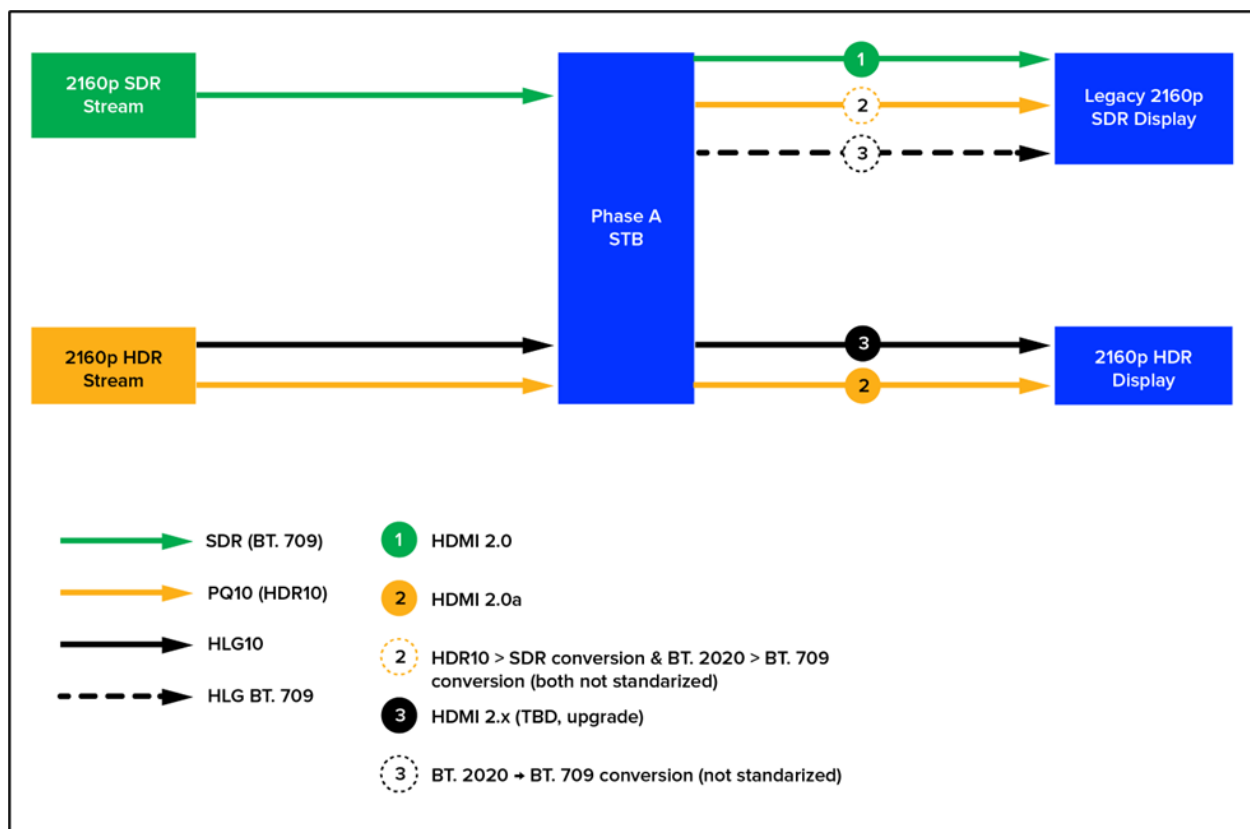 2160p SDR
Stream
1
2
3
Legacy 2160p
SDR Display
Phase A
STB
2160p HDR
Stream
3
2
2160p HDR
Display
SDR (BT. 709)
1 HDMI 2.0
PQ10 (HDR10)
2 HDMI 2.0a
HLG10
2 HDR10 > SDR conversion & BT. 2020 > BT. 709
conversion (both not standarized)
HLG BT. 709
3 HDMI 2.x (TBD, upgrade)
3 BT. 2020 → BT. 709 conversion (not standarized)